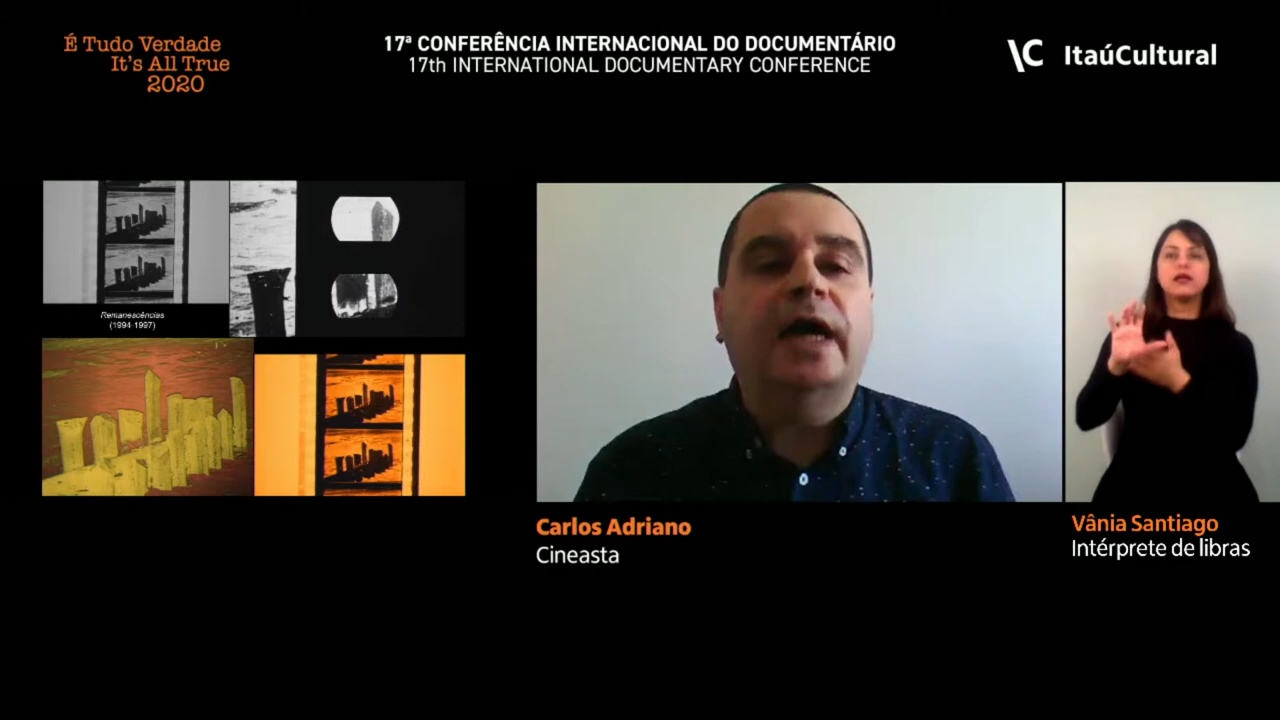 É Tudo Verdade
It's All True
2020
17ª CONFERÊNCIA INTERNACIONAL DO DOCUMENTÁRIO
17th INTERNATIONAL DOCUMENTARY CONFERENCE
\C ItaúCultural
Remanescências
(1994-1997)
Carlos Adriano
Cineasta
Vânia Santiago
Intérprete de libras